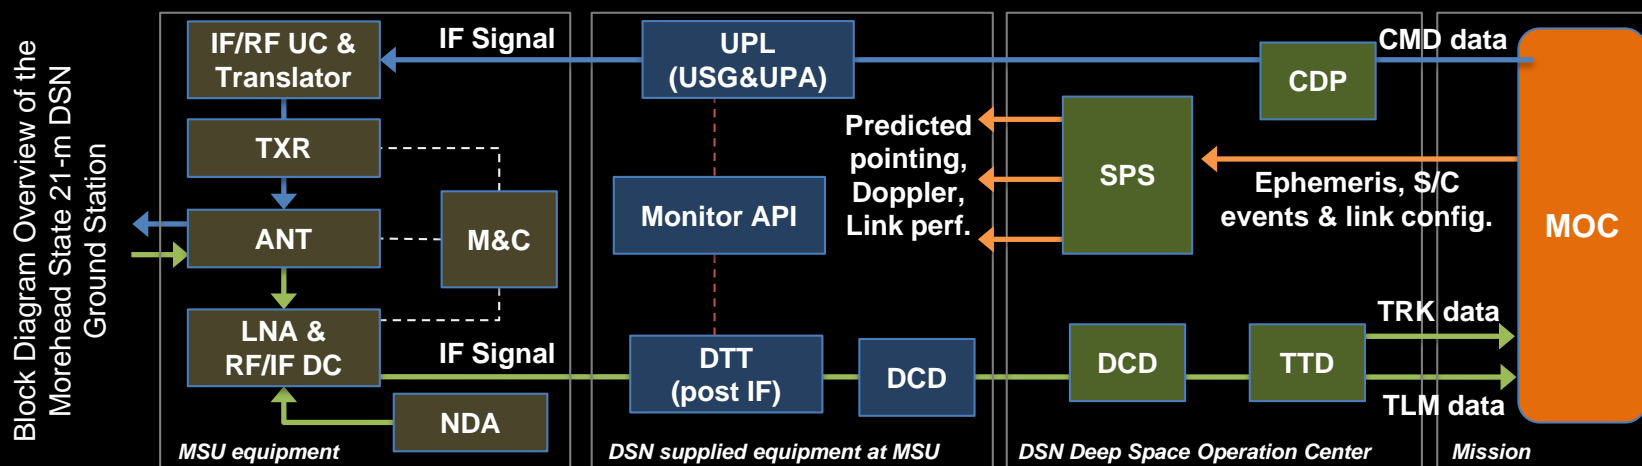 Block Diagram Overview of the
Morehead State 21-m DSN
Ground Station
IF/RF UC &
Translator
TXR
ANT
M&C
LNA &
RF/IF DC
NDA
MSU equipment
IF Signal
IF Signal
UPL
(USG&UPA)
Monitor API
DTT
(post IF)
DCD
DSN supplied equipment at MSU
Predicted
pointing,
Doppler,
Link perf.
CDP
SPS
DCD
TTD
DSN Deep Space Operation Center
CMD data
Ephemeris, S/C
events & link config.
TRK data
TLM data
MOC
Mission